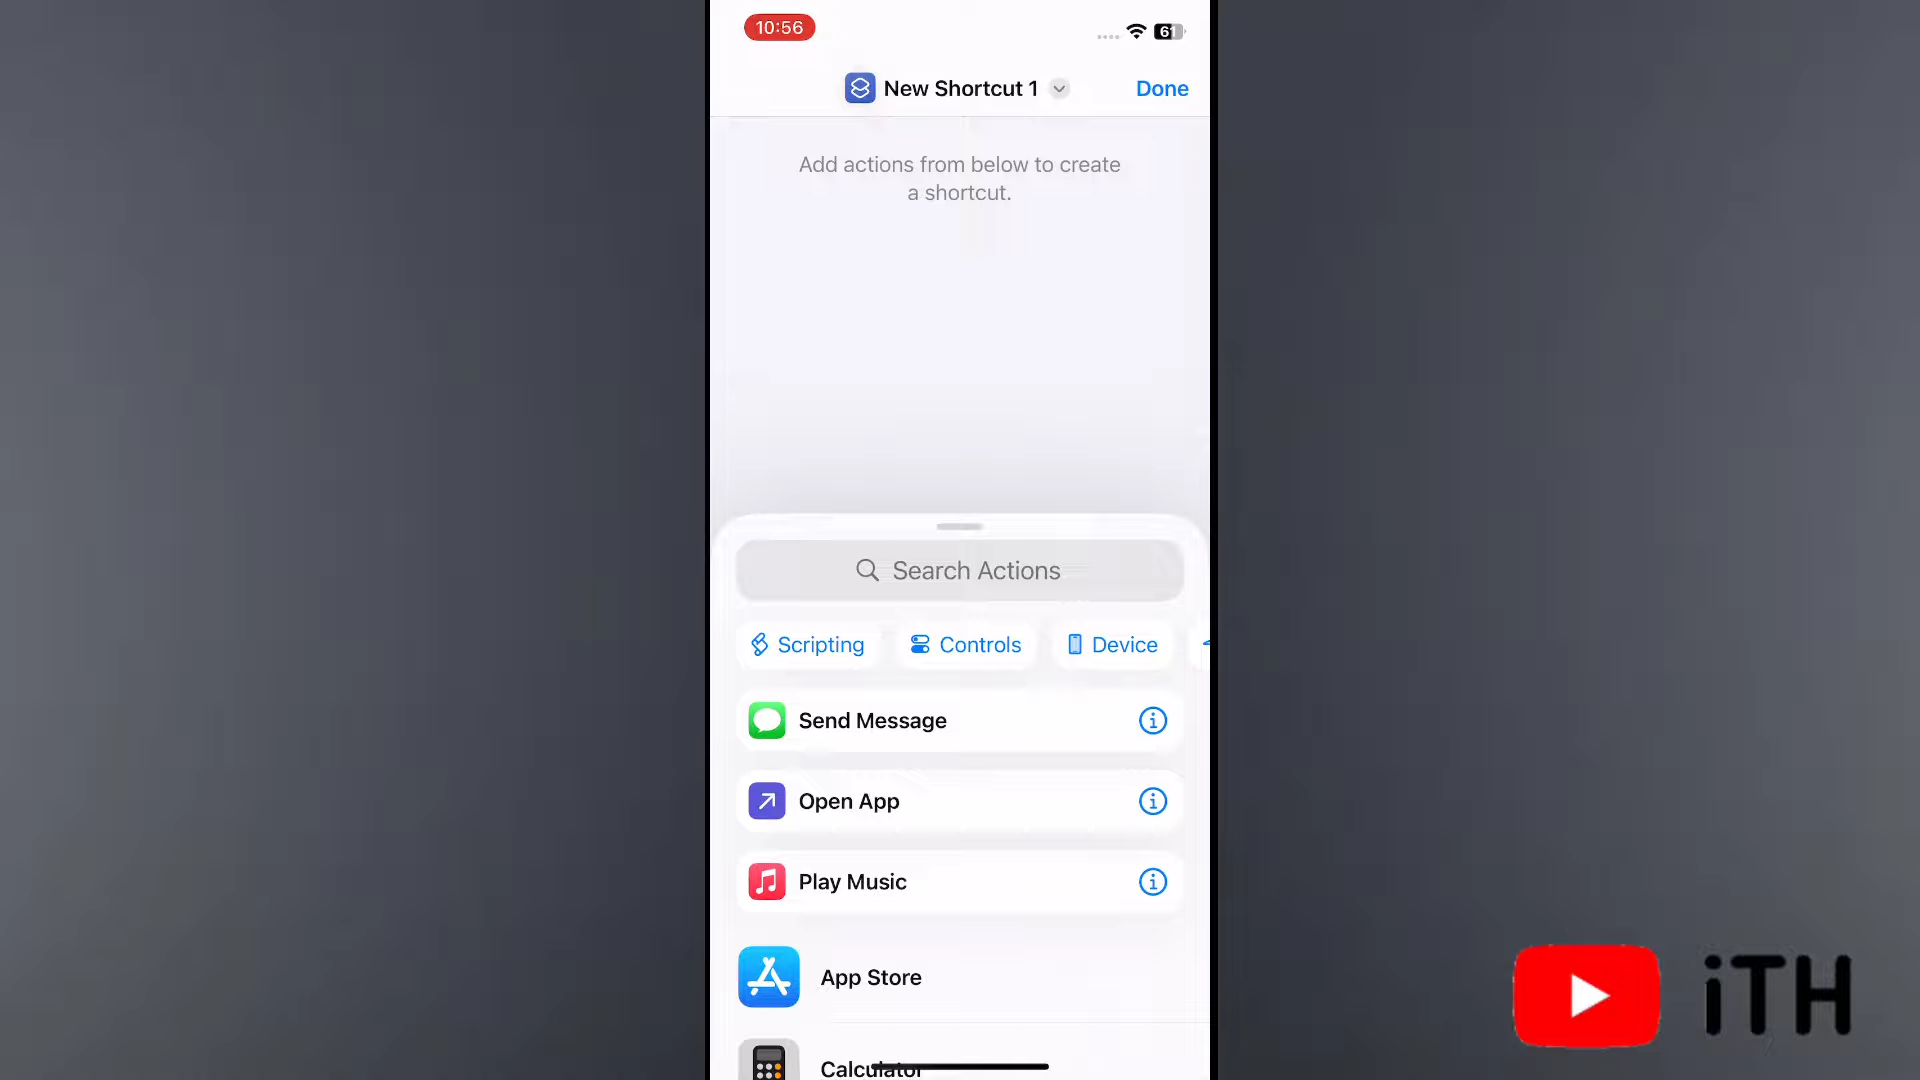 10:56
61
New Shortcut 1
Done
Add actions from below to create
a shortcut.
Search Actions
Scripting
Controls
Device
Send Message
Open App
Play Music
App Store
Calculator
iTH